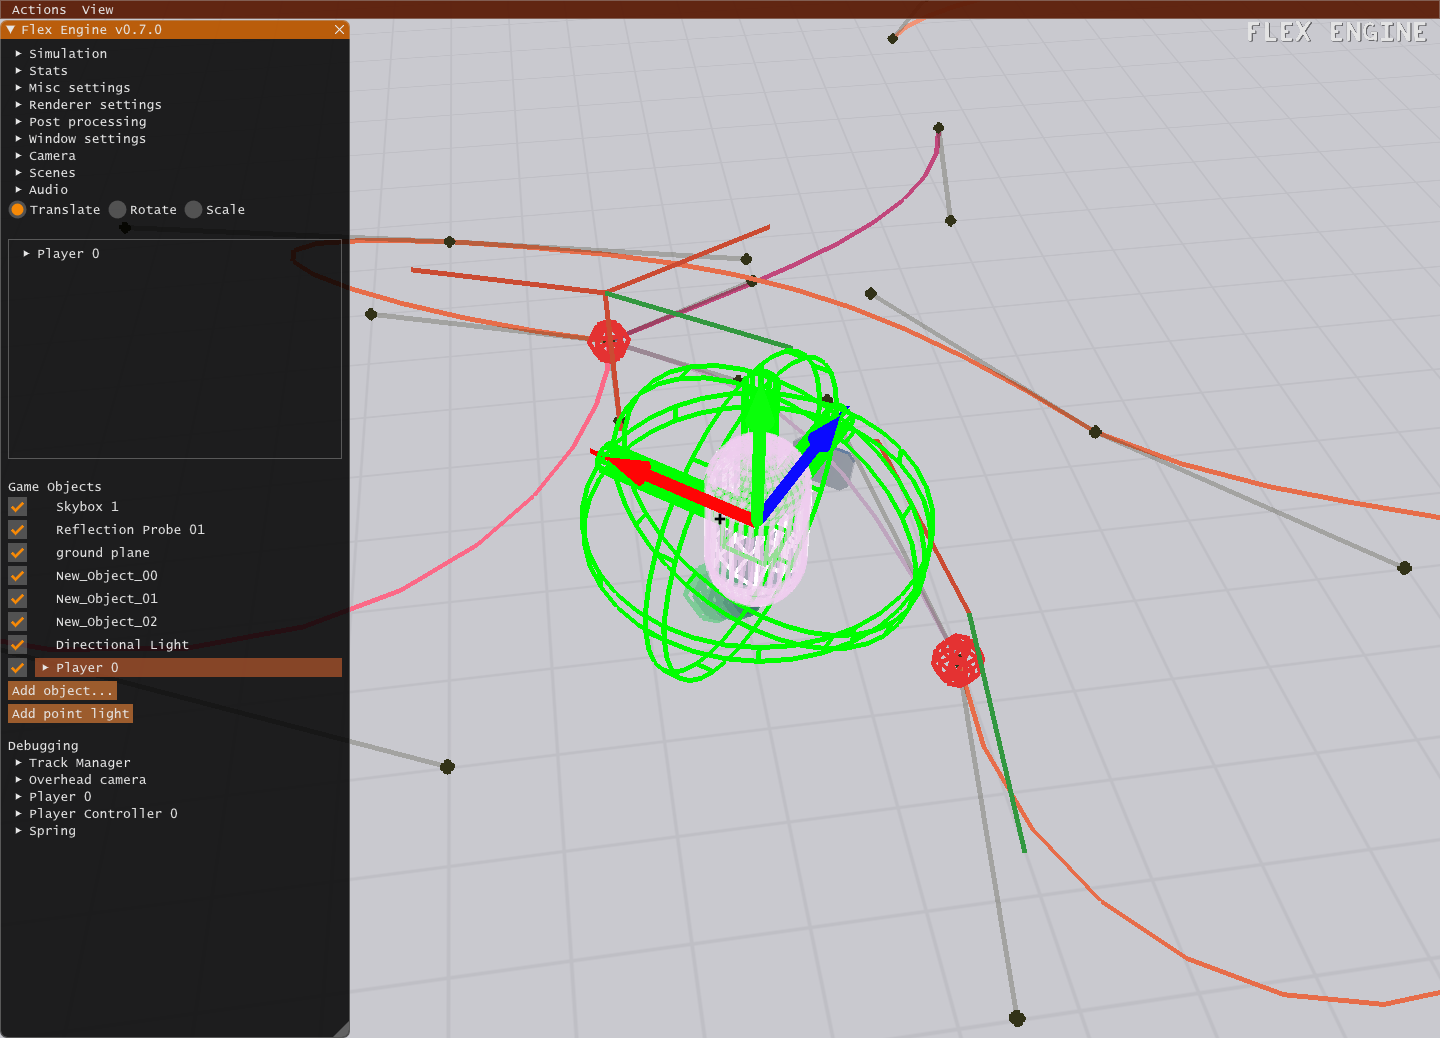 Actions View
Flex Engine v0.7.0
FLEX ENGINE
Simulation
Stats
Misc settings
Renderer settings
Post processing
Window settings
Camera
Scenes
Audio
Translate Rotate Scale
Player 0
Game Objects
Skybox 1
Reflection Probe 01
ground plane
New_Object_00
New_Object_01
New_Object_02
Directional Light
Player 0
Add object...
Add point light
Debugging
Track Manager
Overhead camera
Player 0
Player Controller 0
Spring